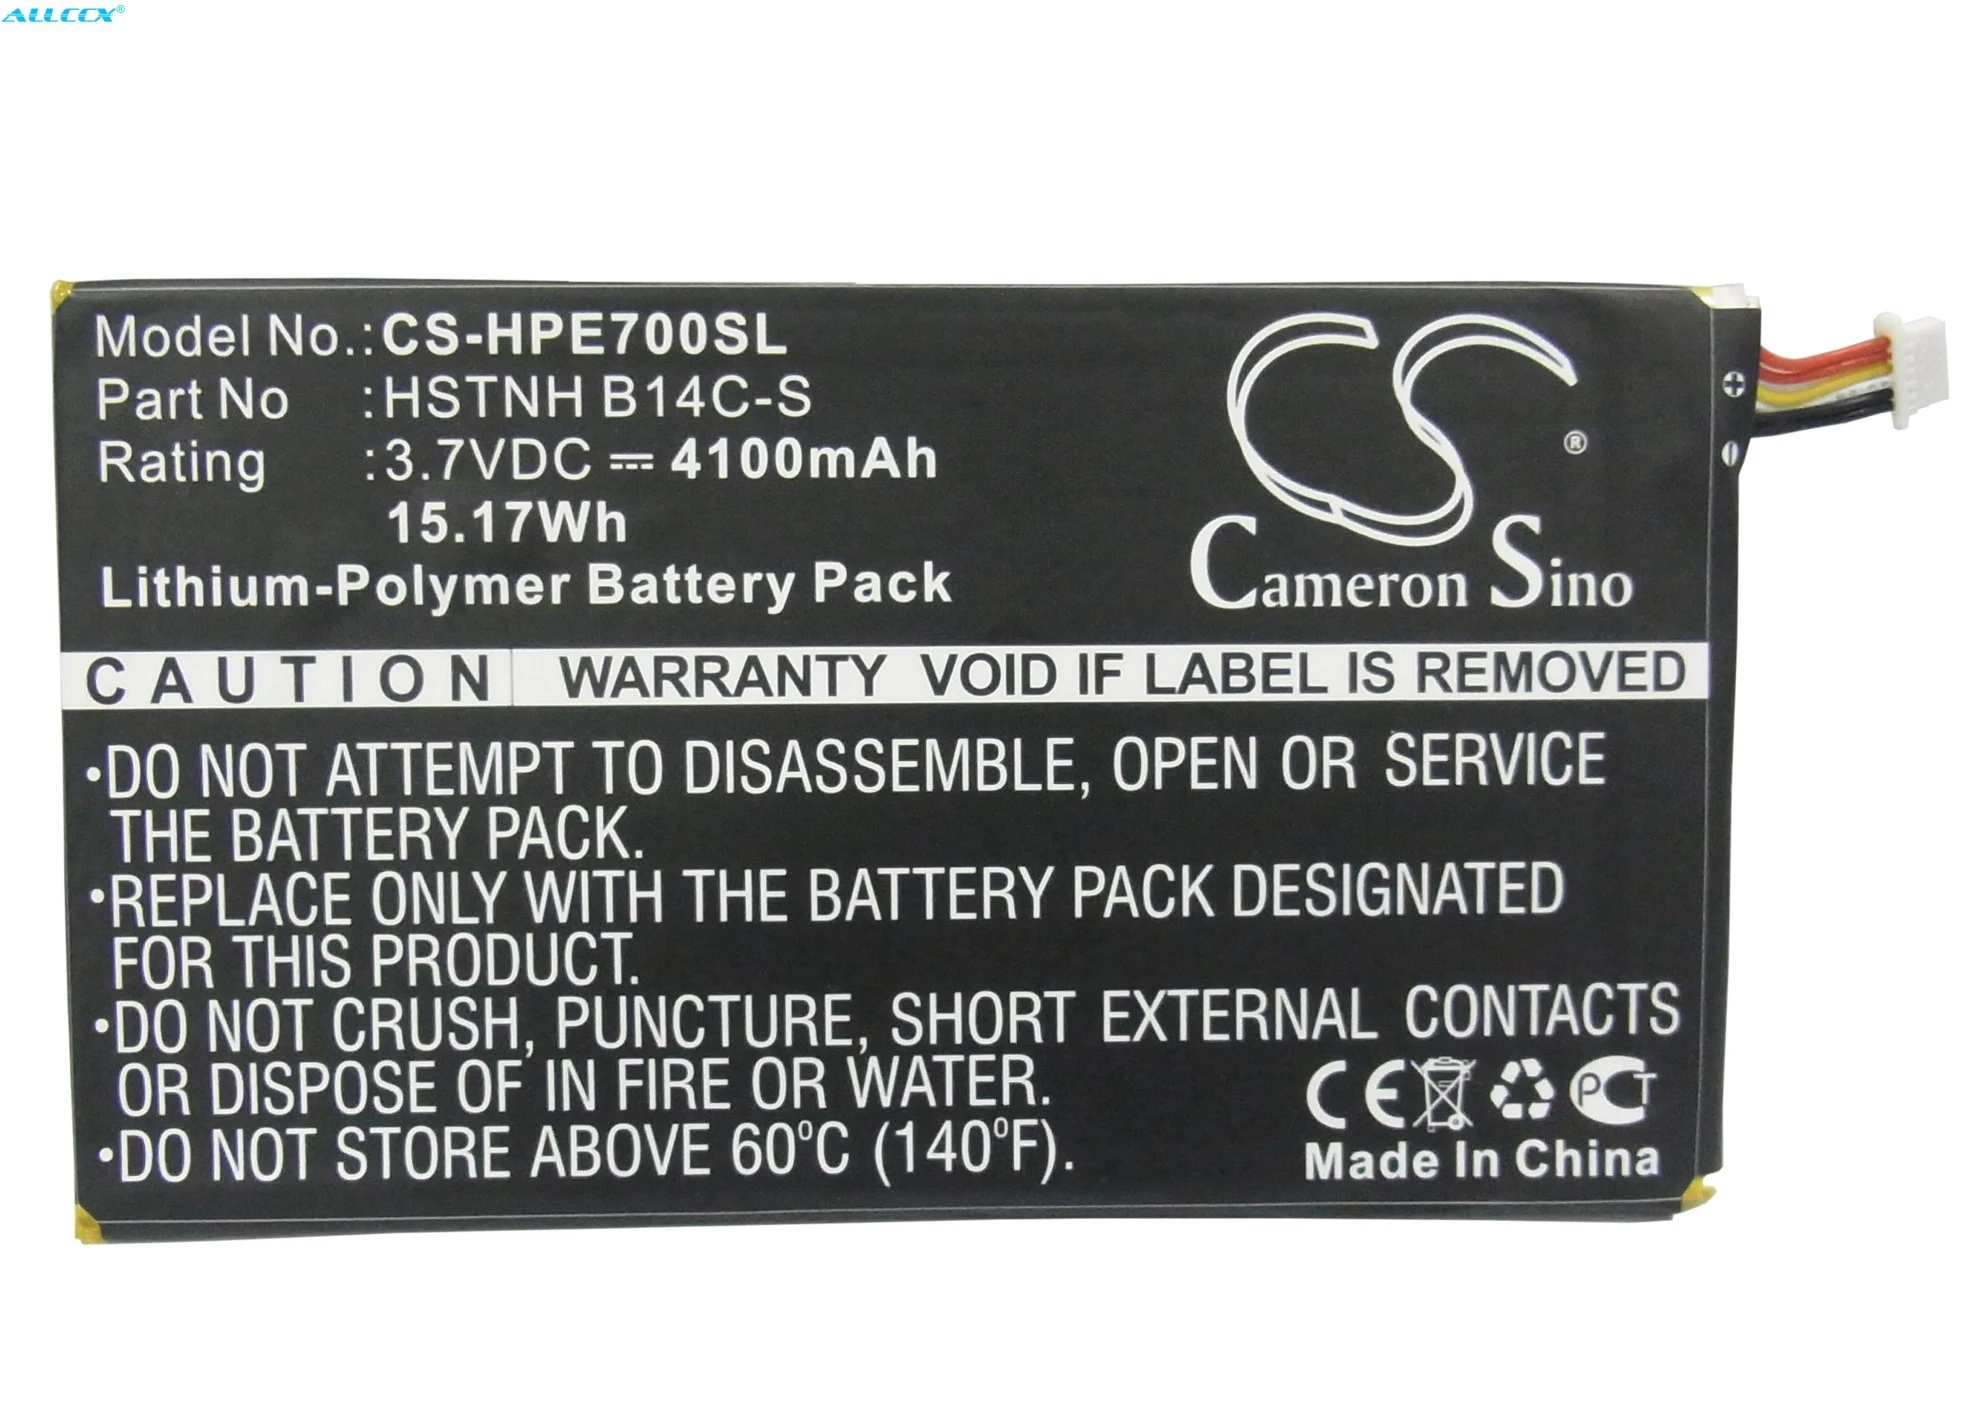 ALLCCX®
Model No.:CS-HPE700SL
Part No :HSTNH B14C-S
Rating :3.7VDC ⎓ 4100mAh
15.17Wh
Lithium-Polymer Battery Pack
CS®
Cameron Sino
CAUTION WARRANTY VOID IF LABEL IS REMOVED
•DO NOT ATTEMPT TO DISASSEMBLE, OPEN OR SERVICE
THE BATTERY PACK.
•REPLACE ONLY WITH THE BATTERY PACK DESIGNATED
FOR THIS PRODUCT.
•DO NOT CRUSH, PUNCTURE, SHORT EXTERNAL CONTACTS
OR DISPOSE OF IN FIRE OR WATER.
•DO NOT STORE ABOVE 60°C (140°F).
CE PCT
Made In China
+
-